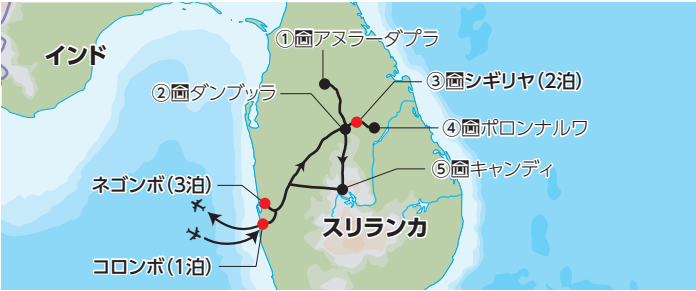 ①アヌラーダプラ
インド
③シギリヤ(2泊)
②ダンブッラ
④ポロンナルワ
⑤キャンディ
ネゴンボ(3泊)
スリランカ
コロンボ(1泊)